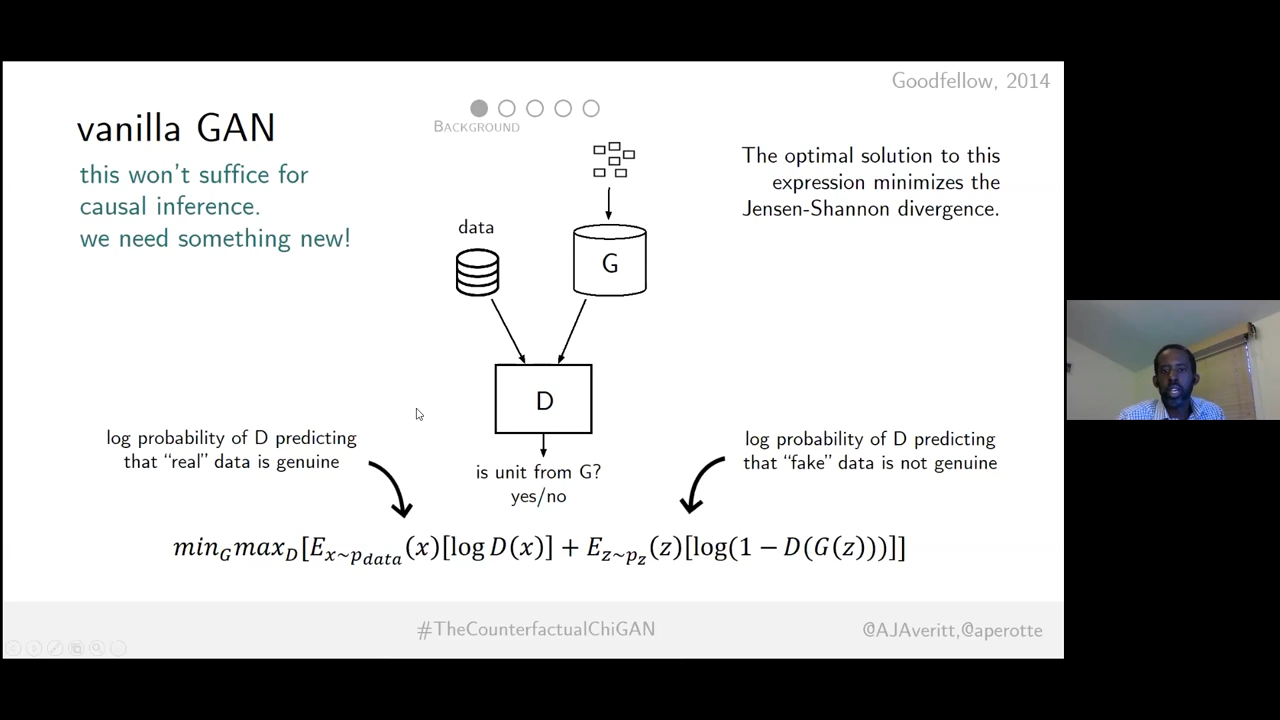 Goodfellow, 2014
vanilla GAN
BACKGROUND
this won't suffice for
causal inference.
we need something new!
The optimal solution to this
expression minimizes the
Jensen-Shannon divergence.
data
G
D
log probability of D predicting
that “real” data is genuine
log probability of D predicting
that “fake” data is not genuine
is unit from G?
yes/no
min_G max_D [E_{x~p_{data}}(x)[log D(x)] + E_{z~p_z}(z)[log(1 − D(G(z)))]]
#TheCounterfactualChiGAN
@AJAveritt,@aperotte